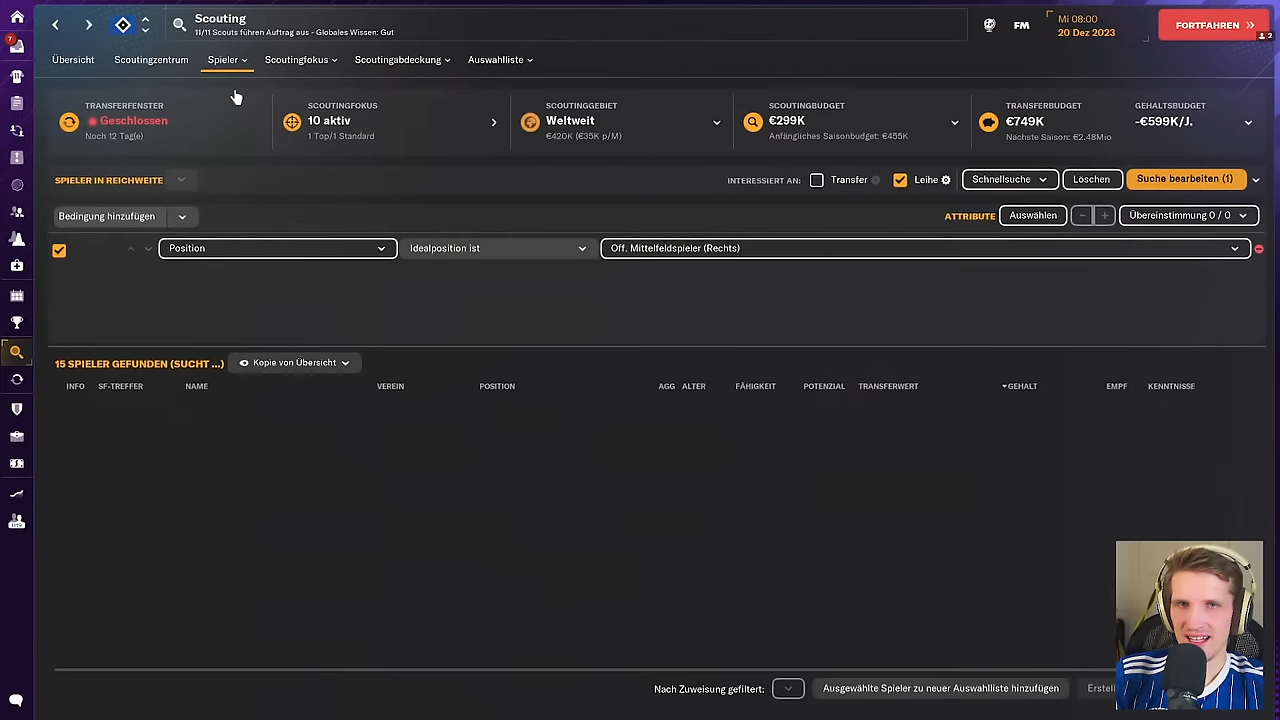 Scouting
11/11 Scouts führen Auftrag aus - Globales Wissen: Gut
FM
Mi 08:00
20 Dez 2023
FORTFAHREN
2
7
Übersicht
Scoutingzentrum
Spieler
Scoutingfokus
Scoutingabdeckung
Auswahlliste
TRANSFERFENSTER
Geschlossen
Noch 12 Tag(e)
SCOUTINGFOKUS
10 aktiv
1 Top/1 Standard
SCOUTINGGEBIET
Weltweit
€420K (€35K p/M)
SCOUTINGBUDGET
€299K
Anfängliches Saisonbudget: €455K
TRANSFERBUDGET
€749K
Nächste Saison: €2.48Mio
GEHALTSBUDGET
-€599K/J.
SPIELER IN REICHWEITE
INTERESSIERT AN:
Transfer
Leihe
Schnellsuche
Löschen
Suche bearbeiten (1)
Bedingung hinzufügen
ATTRIBUTE
Auswählen
Übereinstimmung 0 / 0
Position
Idealposition ist
Off. Mittelfeldspieler (Rechts)
15 SPIELER GEFUNDEN (SUCHT ...)
Kopie von Übersicht
INFO SF-TREFFER NAME VEREIN POSITION AGG ALTER FÄHIGKEIT POTENZIAL TRANSFERWERT GEHALT EMPF KENNTNISSE
U19
Nach Zuweisung gefiltert:
Ausgewählte Spieler zu neuer Auswahlliste hinzufügen
Erstell